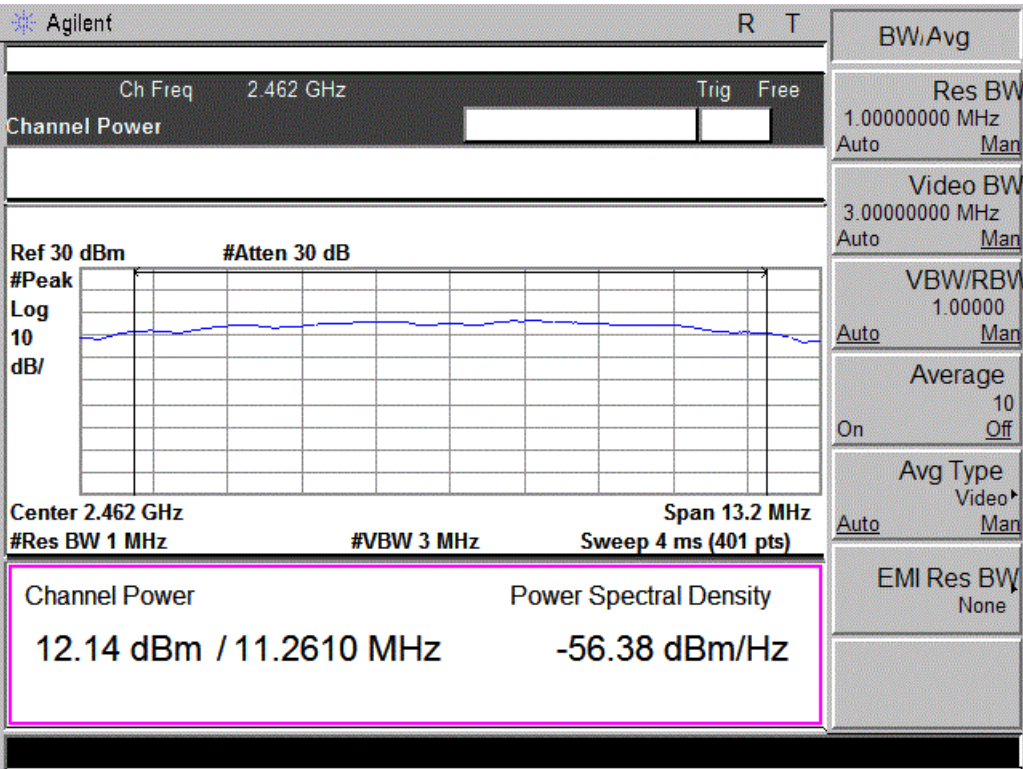 Agilent R T
Ch Freq 2.462 GHz Trig Free
Channel Power
Ref 30 dBm #Atten 30 dB
#Peak
Log
10
dB/
Center 2.462 GHz Span 13.2 MHz
#Res BW 1 MHz #VBW 3 MHz Sweep 4 ms (401 pts)
Channel Power Power Spectral Density
12.14 dBm / 11.2610 MHz -56.38 dBm/Hz
BW/Avg
Res BW
1.00000000 MHz
Auto Man
Video BW
3.00000000 MHz
Auto Man
VBW/RBW
1.00000
Auto Man
Average
10
On Off
Avg Type
Video
Auto Man
EMI Res BW
None